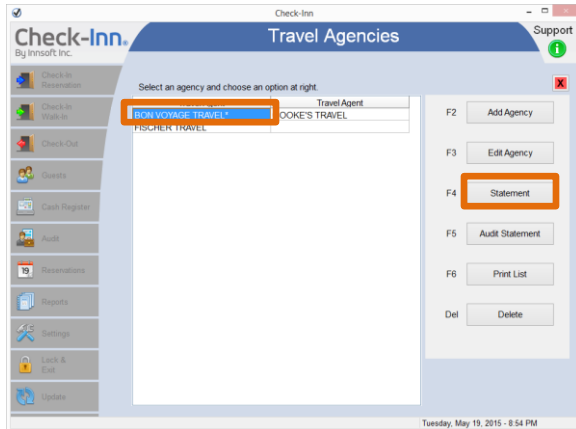 Check-Inn
Check-Inn®
By Innsoft Inc.
Travel Agencies
Support
Check-In
Reservation
Check-In
Walk-In
Check-Out
Guests
Cash Register
Audit
19
Reservations
Reports
Settings
Lock &
Exit
Update
Select an agency and choose an option at right.
X
Travel Agent
BON VOYAGE TRAVEL*
OOKE'S TRAVEL
FISCHER TRAVEL
F2 Add Agency
F3 Edit Agency
F4 Statement
F5 Audit Statement
F6 Print List
Del Delete
Tuesday, May 19, 2015 - 8:54 PM